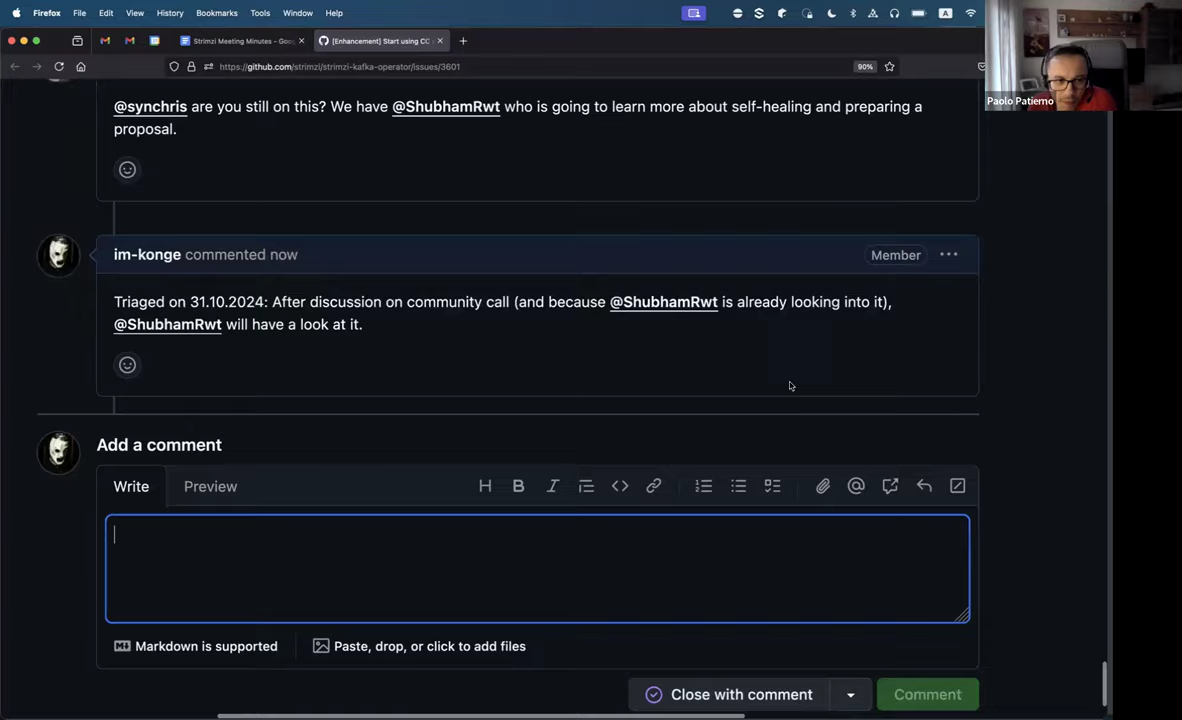 Firefox File Edit View History Bookmarks Tools Window Help A
Strimzi Meeting Minutes - Goo [Enhancement] Start using CC
https://github.com/strimzi/strimzi-kafka-operator/issues/3601 90%
Paolo Patierno
@synchris are you still on this? We have @ShubhamRwt who is going to learn more about self-healing and preparing a
proposal.
im-konge commented now Member
Triaged on 31.10.2024: After discussion on community call (and because @ShubhamRwt is already looking into it),
@ShubhamRwt will have a look at it.
Add a comment
Write Preview
Markdown is supported Paste, drop, or click to add files
Close with comment Comment